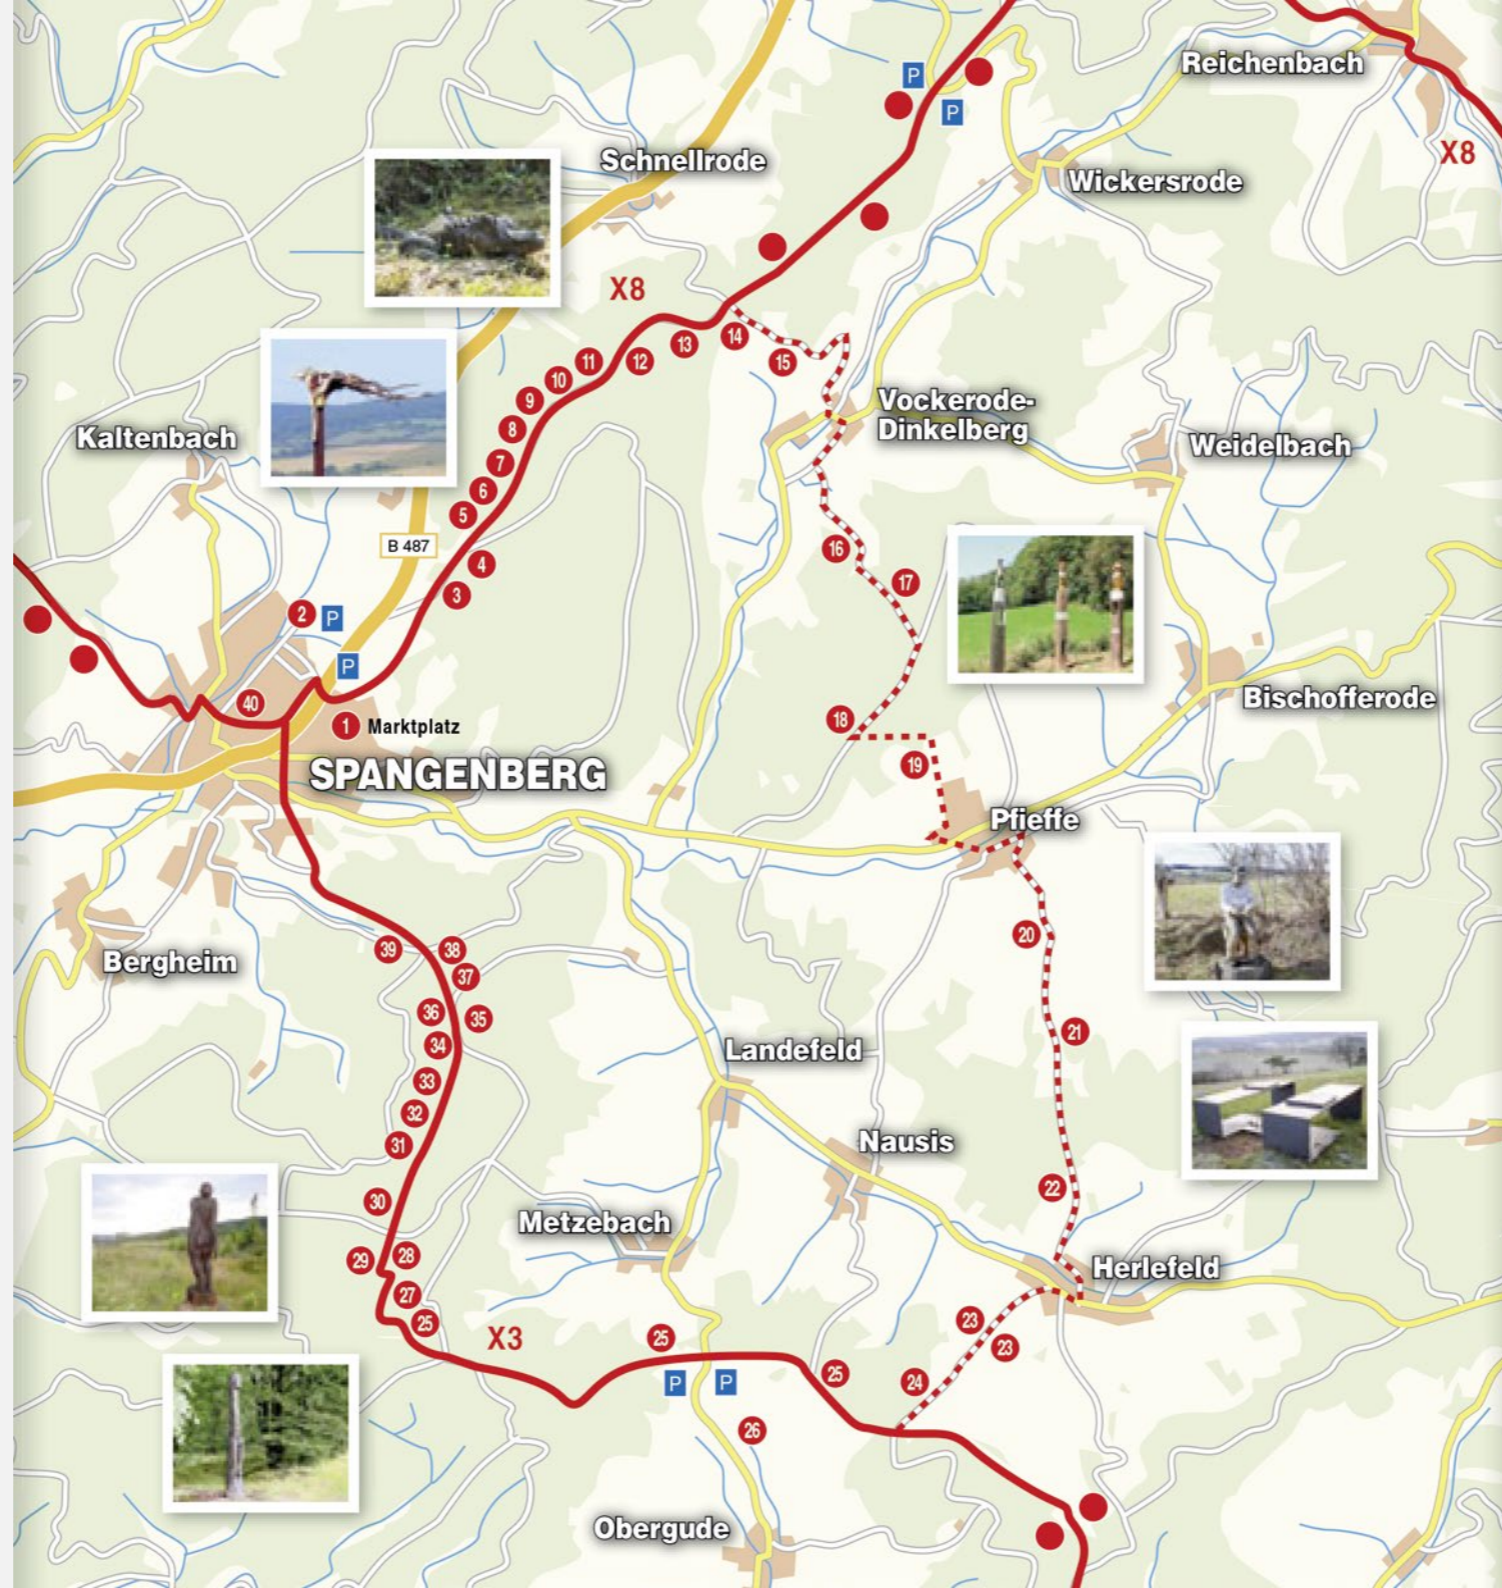 P
Reichenbach
P
X8
Schnellrode
Wickersrode
X8
14
13
15
11
12
10
9
Vockerode-
Dinkelberg
8
Kaltenbach
Weidelbach
7
6
5
B 487
16
4
17
3
2
P
P
40
Bischofferode
18
1 Marktplatz
19
SPANGENBERG
Pfieffe
20
39
38
Bergheim
37
36
35
21
34
Landefeld
33
32
31
Nausis
22
30
Metzebach
29
28
Herlefeld
27
25
23
X3
25
23
25
24
P
P
26
Obergude